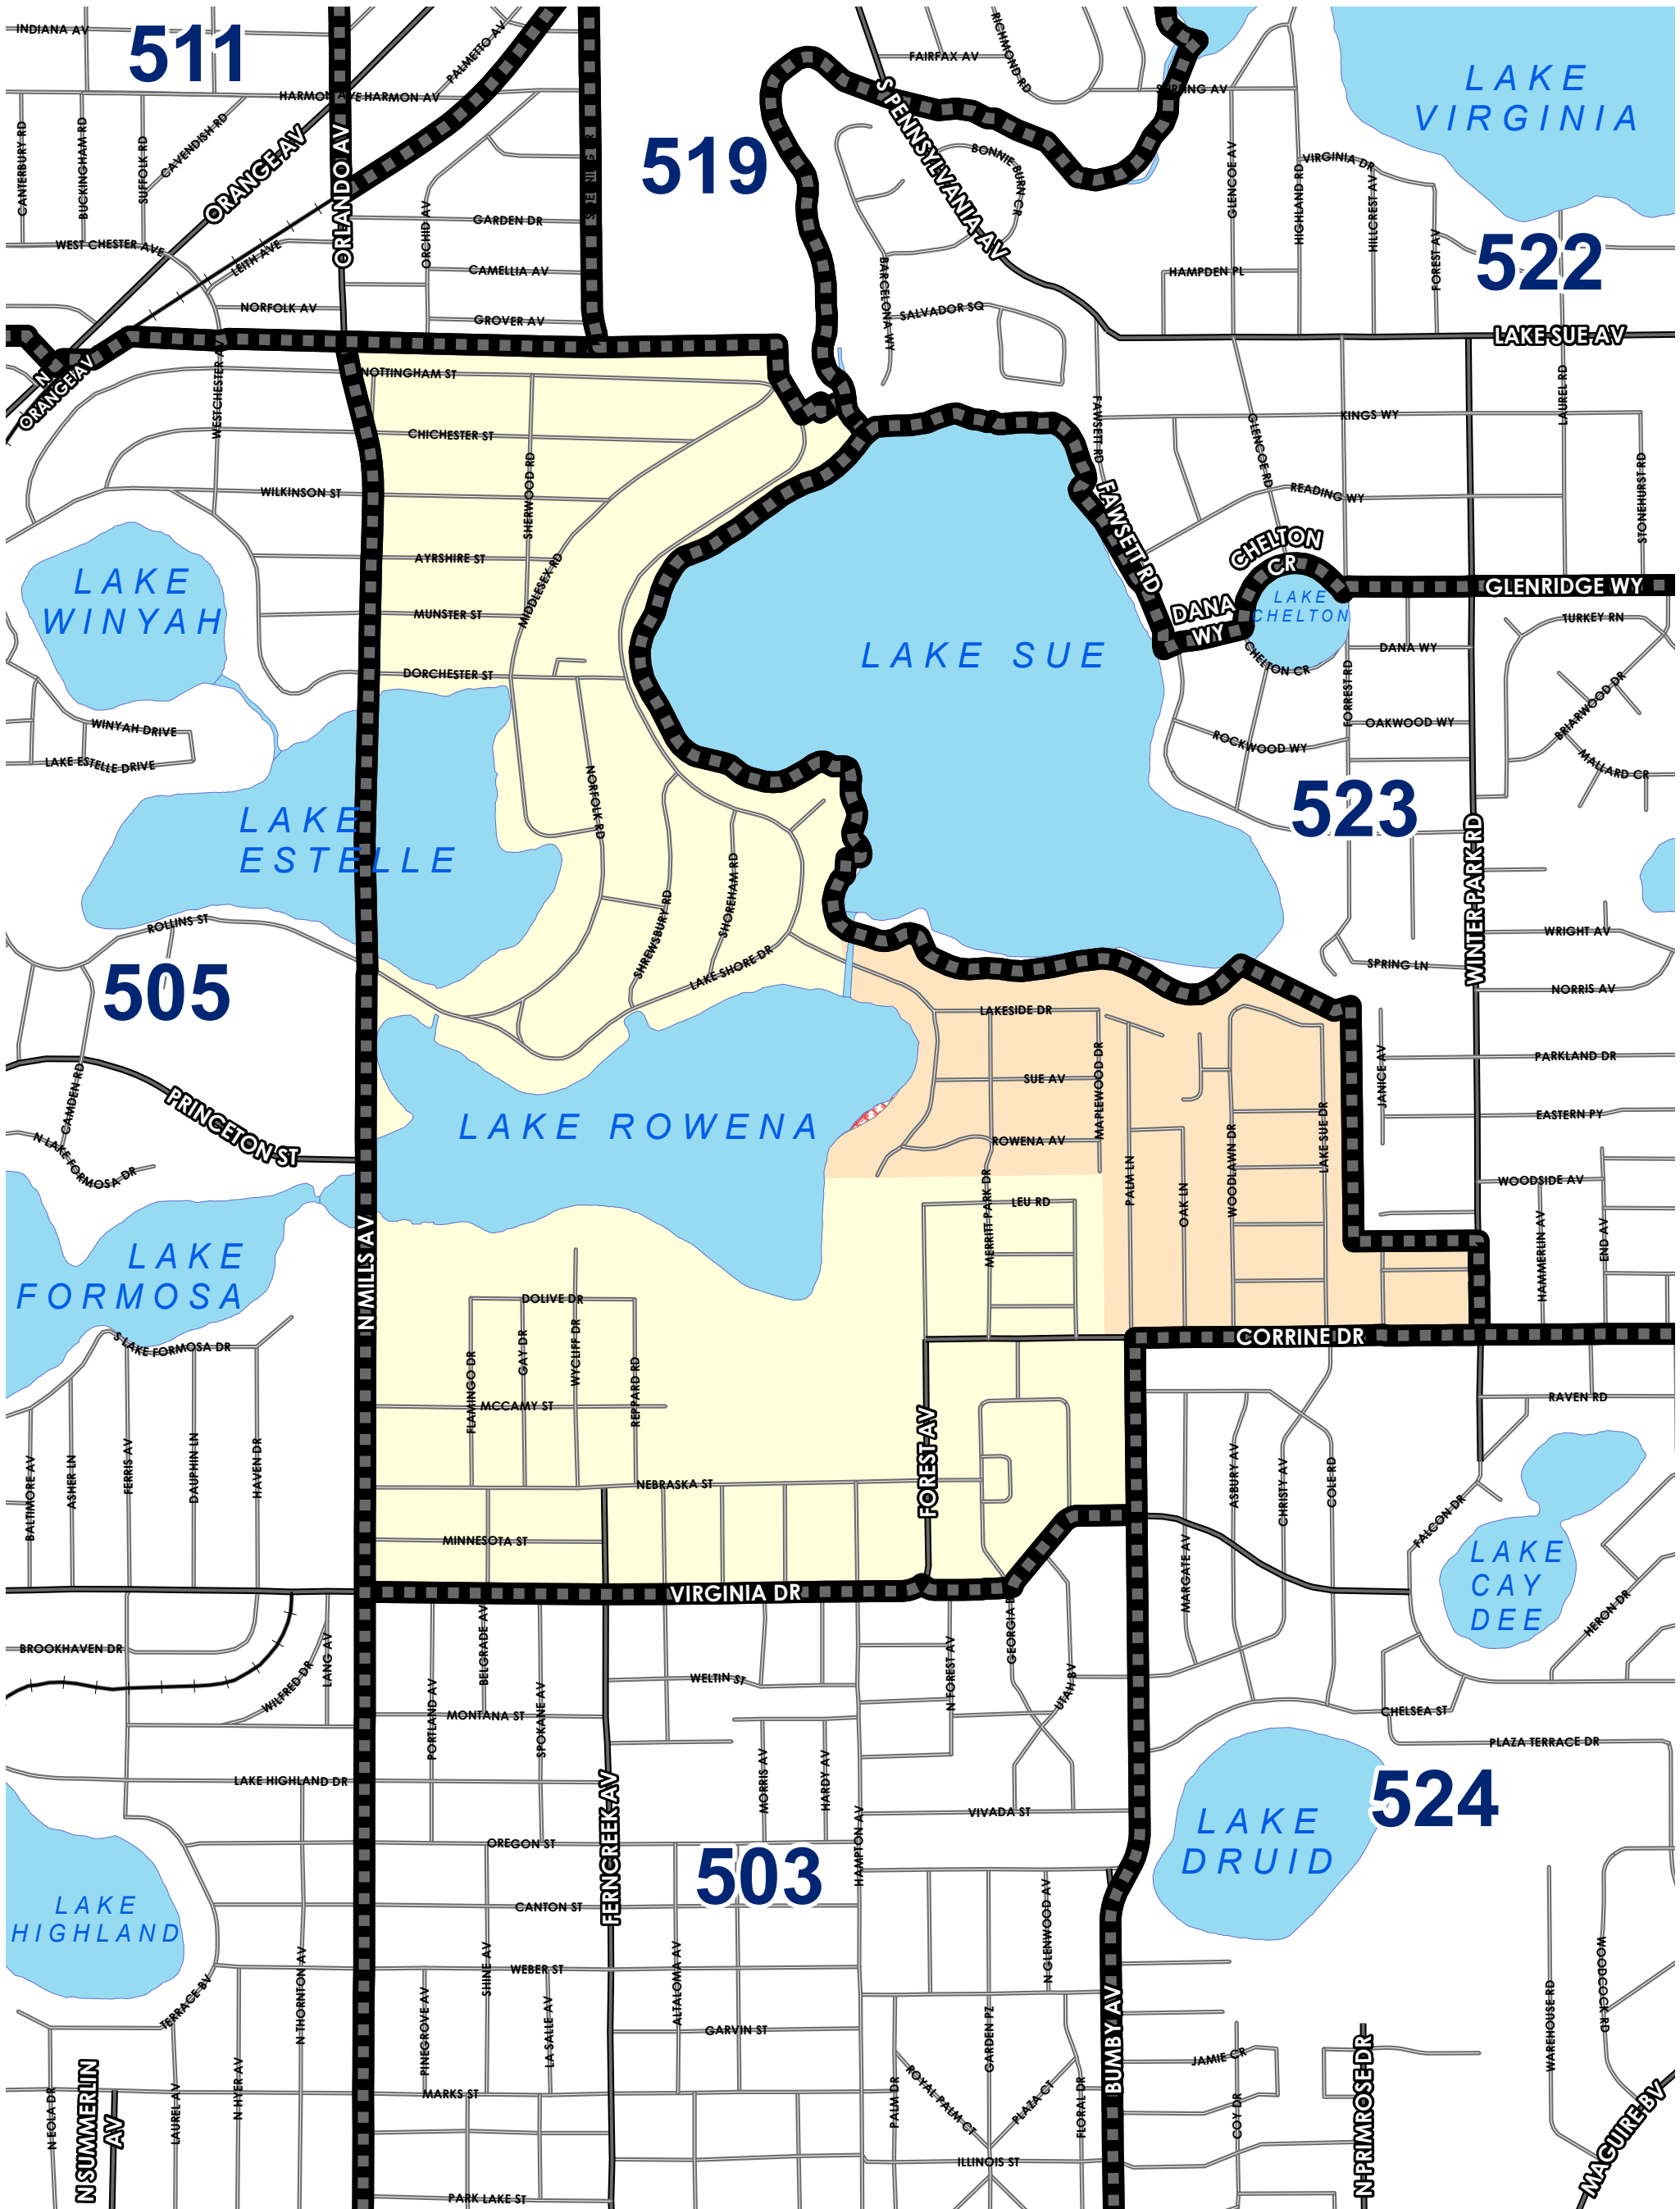 INDIANA AV
511
PALMETTO AV
FAIRFAX AV
RICHMOND RD
LAKE
VIRGINIA
HARMON AVE
HARMON AV
S PENNSYLVANIA AV
CANTERBURY RD
BUCKINGHAM RD
SUFFOLK RD
CAVENDISH RD
ORANGE AV
ORLANDO AV
519
BONNIE BURN CR
GLENCOE AV
HIGHLAND RD
VIRGINIA DR
HILLCREST AV
FOREST AV
522
WEST CHESTER AVE
LEITH AVE
ORCHID AV
GARDEN DR
CAMELLIA AV
BARCELONA WY
HAMPDEN PL
NORFOLK AV
GROVER AV
SALVADOR SQ
LAKE SUE AV
N
ORANGE AV
WESTCHESTER AV
NOTTINGHAM ST
CHICHESTER ST
SHERWOOD RD
FAWSETT RD
GLENCOE RD
KINGS WY
LAUREL RD
STONEHURST RD
WILKINSON ST
READING WY
FAWSETT RD
CHELTON
CR
LAKE
WINYAH
AYRSHIRE ST
MIDDLESEX RD
MUNSTER ST
DANA
WY
LAKE
CHELTON
GLENRIDGE WY
TURKEY RN
LAKE SUE
DORCHESTER ST
CHELTON CR
FORREST RD
DANA WY
BRIARWOOD DR
WINYAH DRIVE
LAKE ESTELLE DRIVE
ROCKWOOD WY
OAKWOOD WY
MALLARD CR
NORFOLK RD
LAKE
ESTELLE
523
WINTER PARK RD
SHREWSBURY RD
SHOREHAM RD
ROLLINS ST
LAKE SHORE DR
WRIGHT AV
SPRING LN
505
NORRIS AV
LAKESIDE DR
CAMDEN RD
PRINCETON ST
LAKE ROWENA
SUE AV
MAPLEWOOD DR
JANICE AV
PARKLAND DR
EASTERN PY
N LAKE FORMOSA DR
ROWENA AV
PALM LN
OAK LN
WOODLAWN DR
LAKE SUE DR
WOODSIDE AV
LAKE
FORMOSA
N MILLS AV
MERRITT PARK DR
LEU RD
HAMMERLIN AV
END AV
DOLIVE DR
S LAKE FORMOSA DR
FLAMINGO DR
GAY DR
WYCLIFF DR
REPPARD RD
CORRINE DR
MCCAMY ST
RAVEN RD
BALTIMORE AV
ASHER LN
FERRIS AV
DAUPHIN LN
HAVEN DR
FOREST AV
ASBURY AV
CHRISTY AV
COLE RD
NEBRASKA ST
MINNESOTA ST
FALCON DR
LAKE
CAY
DEE
MARGATE AV
VIRGINIA DR
HERON DR
BROOKHAVEN DR
WILFRED DR
LANG AV
BELGRADE AV
PORTLAND AV
SPOKANE AV
WELTIN ST
N FOREST AV
UTAH BV
MONTANA ST
CHELSEA ST
PLAZA TERRACE DR
LAKE HIGHLAND DR
MORRIS AV
HARDY AV
FERNCREEK AV
HAMPTON AV
VIVADA ST
524
LAKE
DRUID
OREGON ST
503
LAKE
HIGHLAND
CANTON ST
N GLENWOOD AV
WEBER ST
SHINE AV
ALTALOMA AV
TERRACE BV
N THORNTON AV
PINEGROVE AV
LA SALLE AV
GARVIN ST
GARDEN PZ
BUMBY AV
WAREHOUSE RD
WOODCOCK RD
JAMIE CR
N EOLA DR
N SUMMERLIN
AV
LAUREL AV
N HYER AV
MARKS ST
PALM DR
ROYAL PALM CT
PLAZA CT
FLORAL DR
COY DR
N PRIMROSE DR
MAGUIRE BV
ILLINOIS ST
PARK LAKE ST